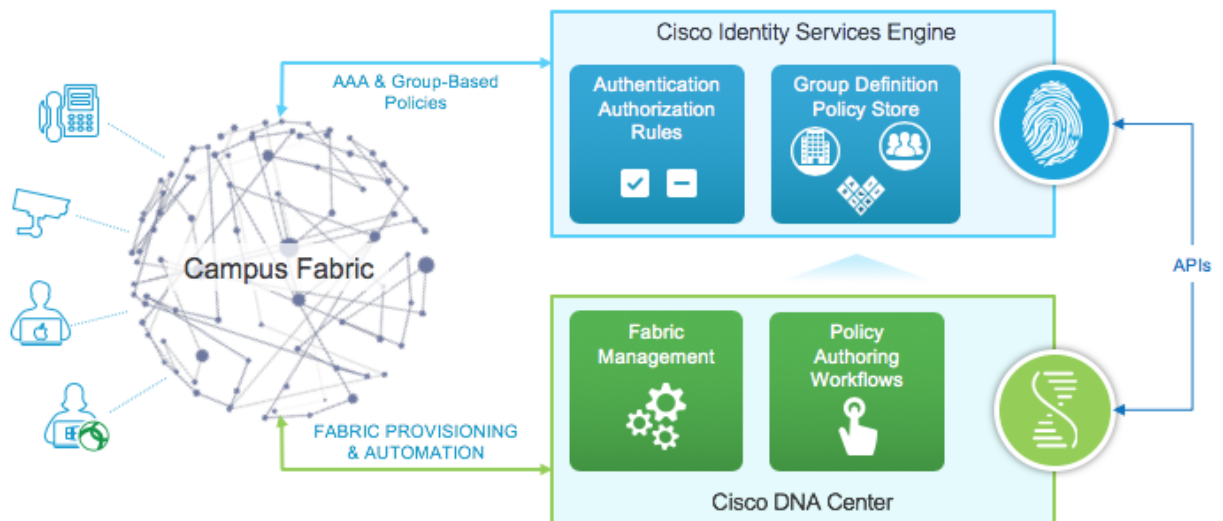 Cisco Identity Services Engine
AAA & Group-Based
Policies
Authentication
Authorization
Rules
Group Definition
Policy Store
Campus Fabric
APIs
Fabric
Management
Policy
Authoring
Workflows
FABRIC PROVISIONING
& AUTOMATION
Cisco DNA Center